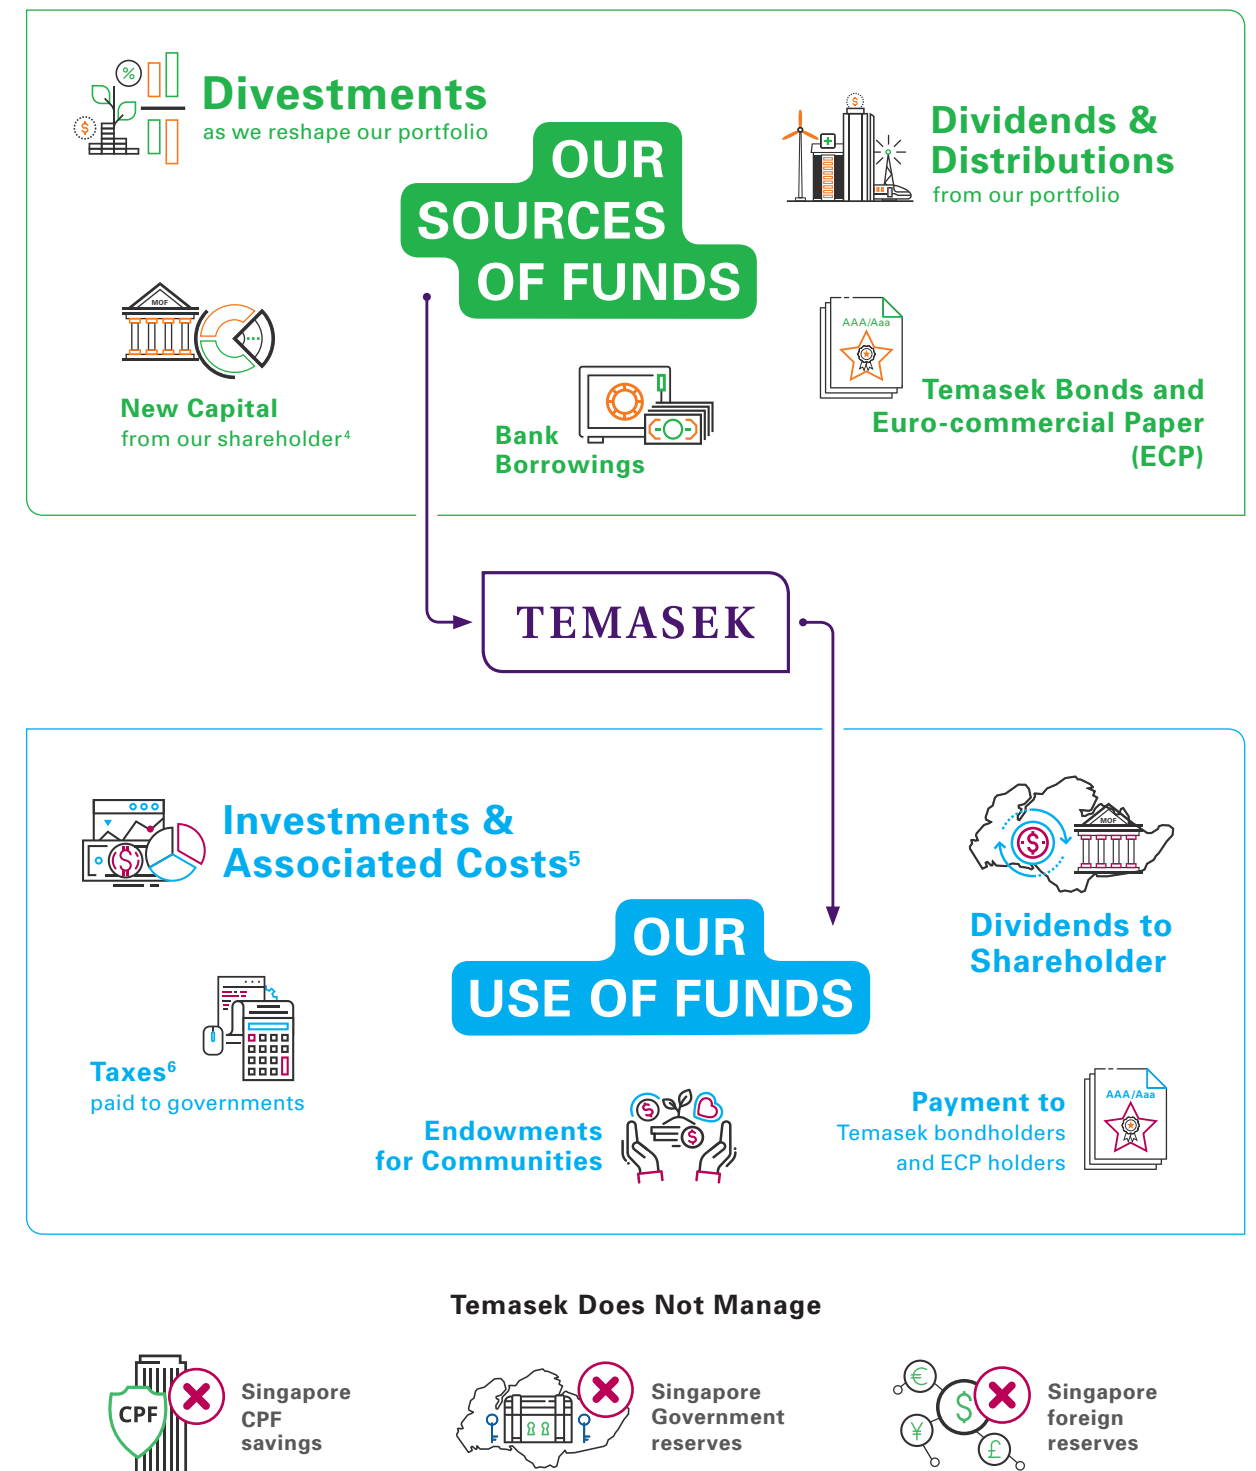 Divestments
as we reshape our portfolio
OUR
SOURCES
OF FUNDS
Dividends &
Distributions
from our portfolio
MOF
New Capital
from our shareholder⁴
Bank
Borrowings
AAA/Aaa
Temasek Bonds and
Euro-commercial Paper
(ECP)
TEMASEK
Investments &
Associated Costs⁵
MOF
Dividends to
Shareholder
OUR
USE OF FUNDS
Taxes⁶
paid to governments
Endowments
for Communities
Payment to
Temasek bondholders
and ECP holders
AAA/Aaa
Temasek Does Not Manage
CPF
Singapore
CPF
savings
Singapore
Government
reserves
Singapore
foreign
reserves